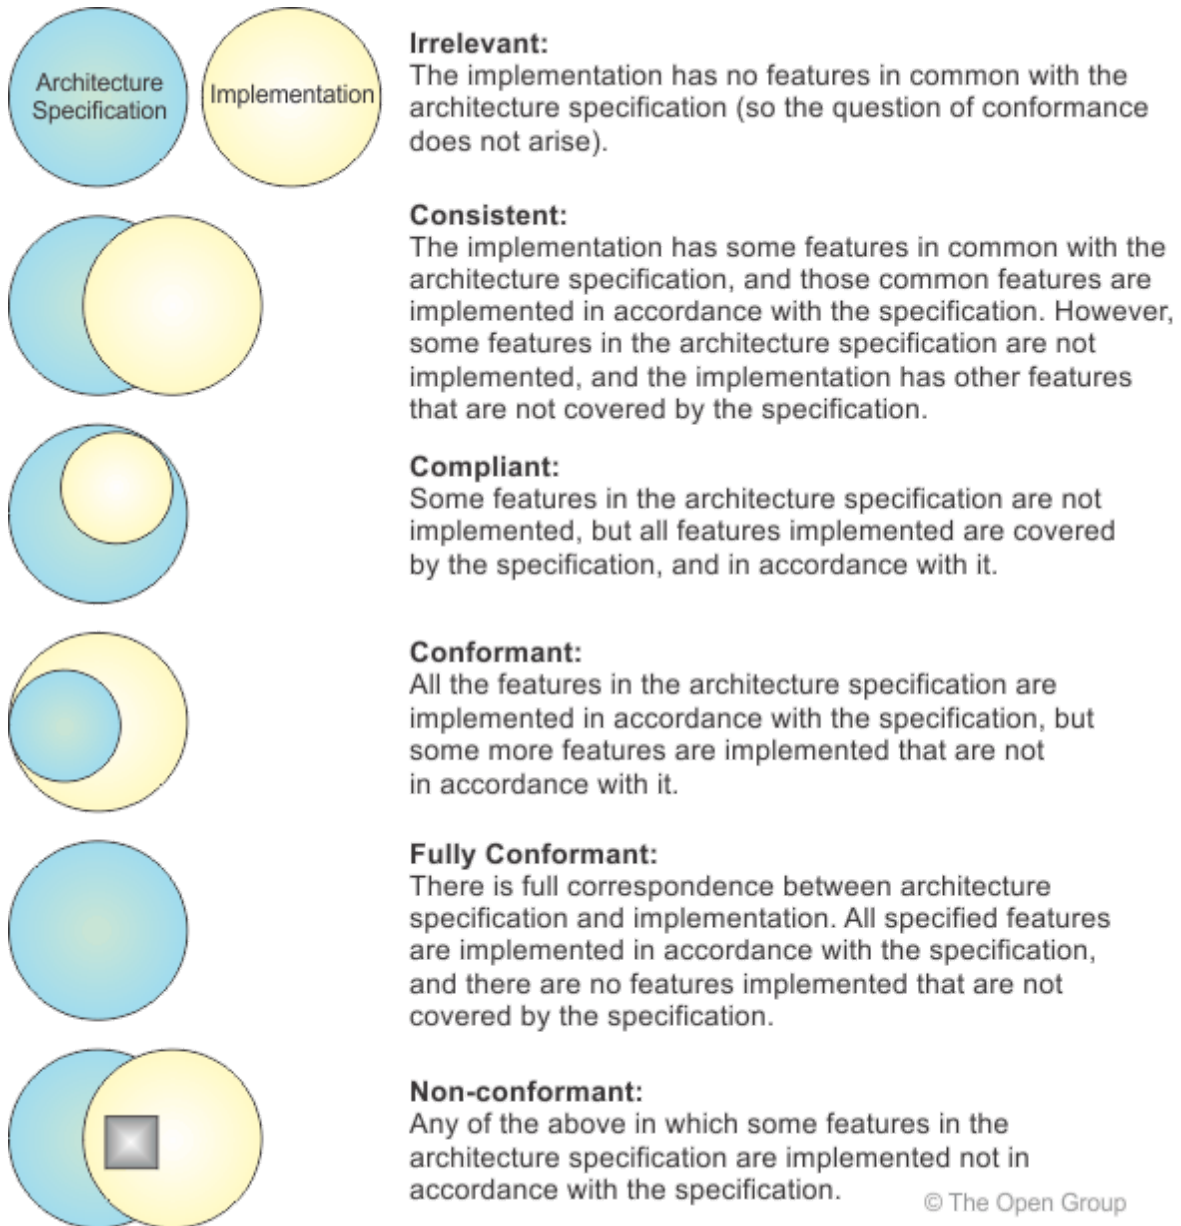 Architecture
Specification
Implementation
Irrelevant:
The implementation has no features in common with the
architecture specification (so the question of conformance
does not arise).
Consistent:
The implementation has some features in common with the
architecture specification, and those common features are
implemented in accordance with the specification. However,
some features in the architecture specification are not
implemented, and the implementation has other features
that are not covered by the specification.
Compliant:
Some features in the architecture specification are not
implemented, but all features implemented are covered
by the specification, and in accordance with it.
Conformant:
All the features in the architecture specification are
implemented in accordance with the specification, but
some more features are implemented that are not
in accordance with it.
Fully Conformant:
There is full correspondence between architecture
specification and implementation. All specified features
are implemented in accordance with the specification,
and there are no features implemented that are not
covered by the specification.
Non-conformant:
Any of the above in which some features in the
architecture specification are implemented not in
accordance with the specification.
© The Open Group